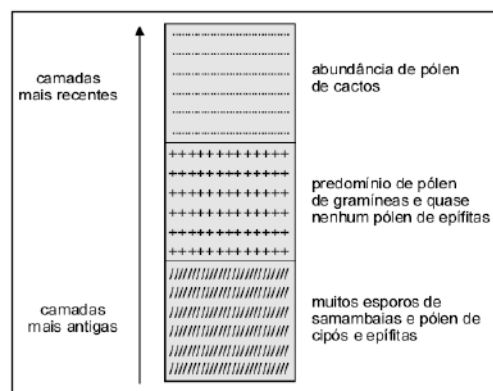 camadas
mais recentes
abundância de pólen
de cactos
predomínio de pólen
de gramíneas e quase
nenhum pólen de epífitas
camadas
mais antigas
muitos esporos de
samambaias e pólen de
cipós e epífitas